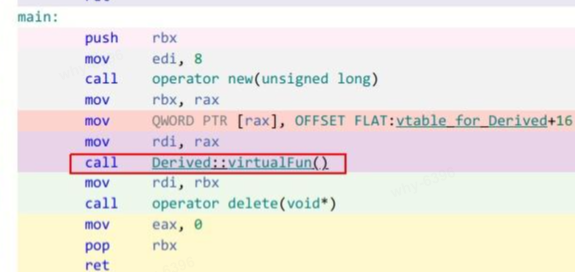 main:
push rbx
mov edi, 8
call operator new(unsigned long)
mov rbx, rax
mov QWORD PTR [rax], OFFSET FLAT:vtable_for_Derived+16
mov rdi, rax
call Derived::virtualFun()
mov rdi, rbx
call operator delete(void*)
mov eax, 0
pop rbx
ret